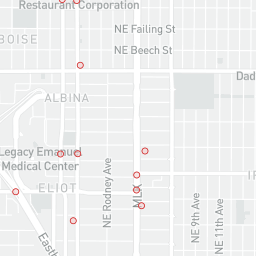 Restaurant Corporation
NE Failing St
BOISE
NE Beech St
Dad
ALBINA
Legacy Emanuel
Medical Center
ELIOT
NE Rodney Ave
MLK
NE 9th Ave
NE 11th Ave
East